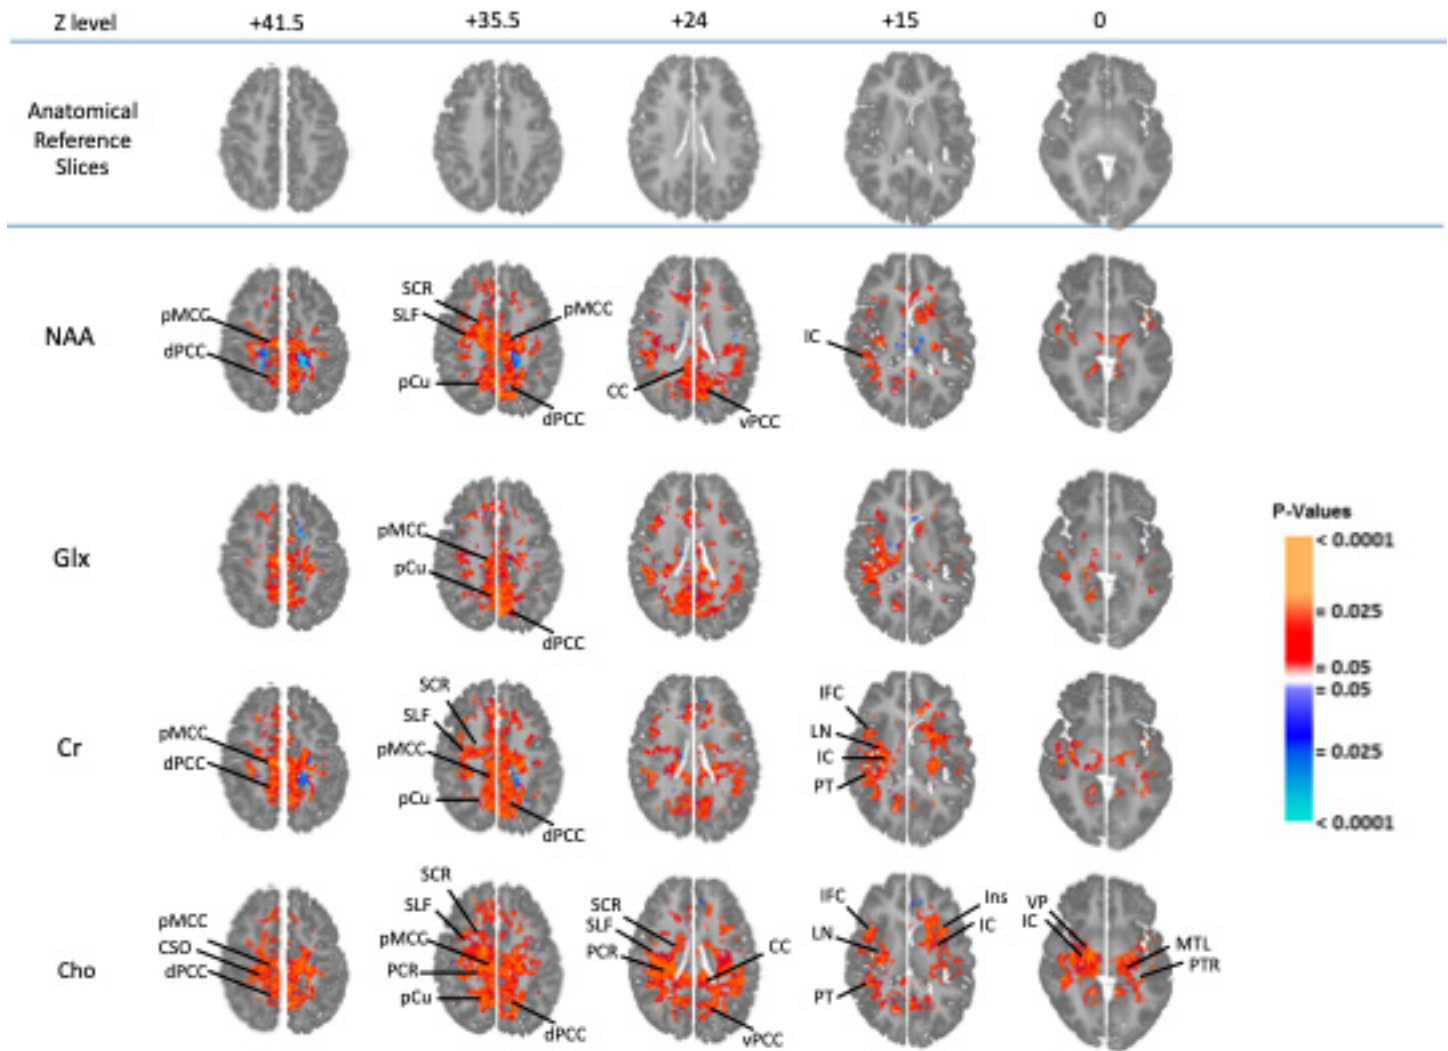 Z level +41.5 +35.5 +24 +15 0
Anatomical
Reference
Slices
NAA
pMCC
dPCC
SCR
SLF
pMCC
pCu
dPCC
CC
vPCC
IC
Glx
pMCC
pCu
dPCC
P-Values
< 0.0001
= 0.025
= 0.05
= 0.05
= 0.025
< 0.0001
Cr
pMCC
dPCC
SCR
SLF
pMCC
pCu
dPCC
IFC
LN
IC
PT
Cho
pMCC
CSO
dPCC
SCR
SLF
pMCC
PCR
pCu
dPCC
SCR
SLF
PCR
CC
vPCC
IFC
LN
PT
Ins
IC
VP
IC
MTL
PTR